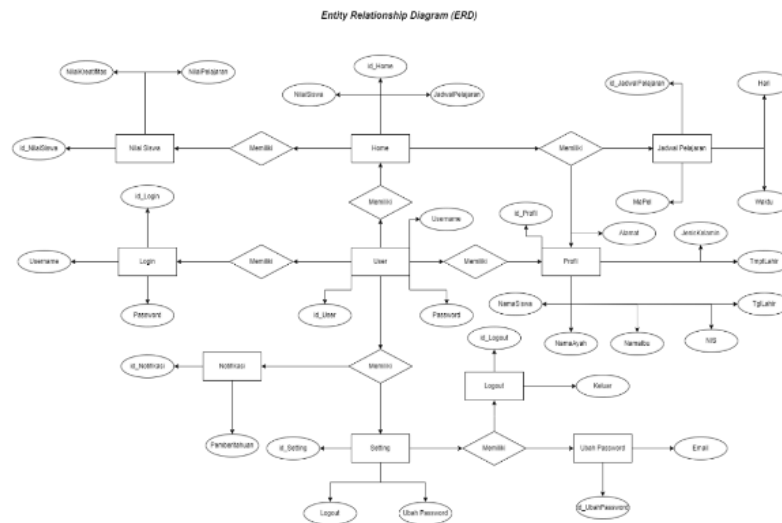 Entity Relationship Diagram (ERD)
id_Home
NilaiKreatifitas
NilaiPelajaran
NilaiSiswa
JadwalPelajaran
id_JadwalPelajaran
Hari
id_NilaiSiswa
Nilai Siswa
Memiliki
Home
Memiliki
Jadwal Pelajaran
id_Login
Memiliki
MaPel
Waktu
Username
id_Profil
Alamat
JenisKelamin
Username
Login
Memiliki
User
Memiliki
Profil
TmptLahir
Password
id_User
Password
NamaSiswa
TglLahir
id_Logout
NamaAyah
NamaIbu
NIS
id_Notifikasi
Notifikasi
Memiliki
Logout
Keluar
Pemberitahuan
id_Setting
Setting
Memiliki
Ubah Password
Email
Logout
Ubah Password
id_UbahPassword